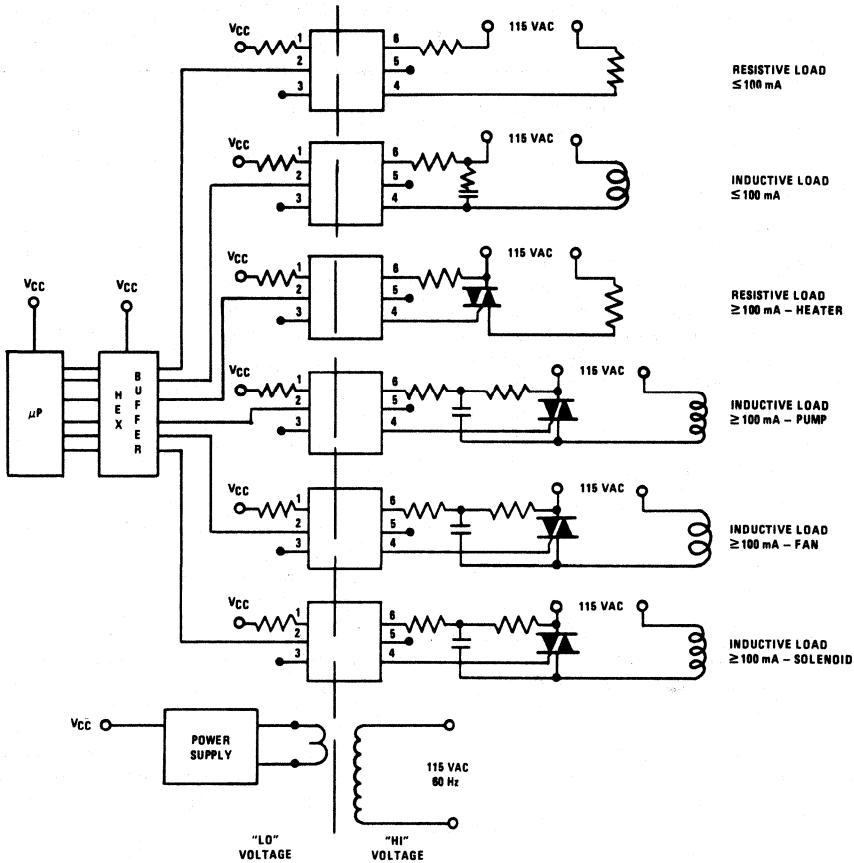 VCC
1
2
3
6
5
4
115 VAC
RESISTIVE LOAD
≤100 mA
VCC
1
2
3
6
5
4
115 VAC
INDUCTIVE LOAD
≤100 mA
VCC
1
2
3
6
5
4
115 VAC
RESISTIVE LOAD
≥100 mA – HEATER
VCC
VCC
μP
HEX
BUFFER
VCC
1
2
3
6
5
4
115 VAC
INDUCTIVE LOAD
≥100 mA – PUMP
VCC
1
2
3
6
5
4
115 VAC
INDUCTIVE LOAD
≥100 mA – FAN
VCC
1
2
3
6
5
4
115 VAC
INDUCTIVE LOAD
≥100 mA – SOLENOID
VCC
POWER
SUPPLY
115 VAC
60 Hz
"LO"
VOLTAGE
"HI"
VOLTAGE